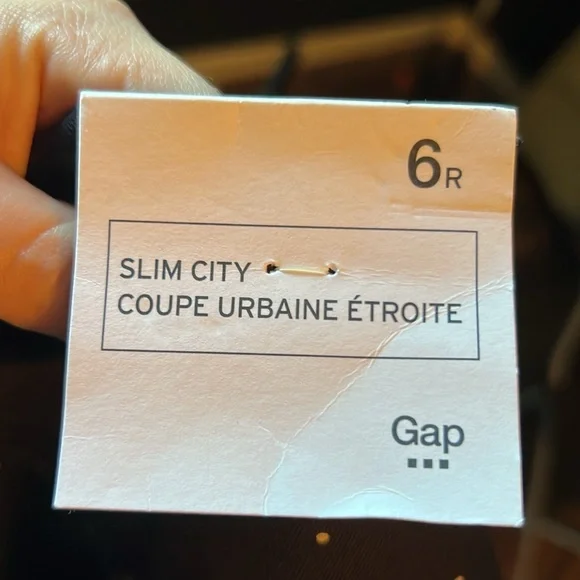 6R
SLIM CITY
COUPE URBAINE ÉTROITE
Gap